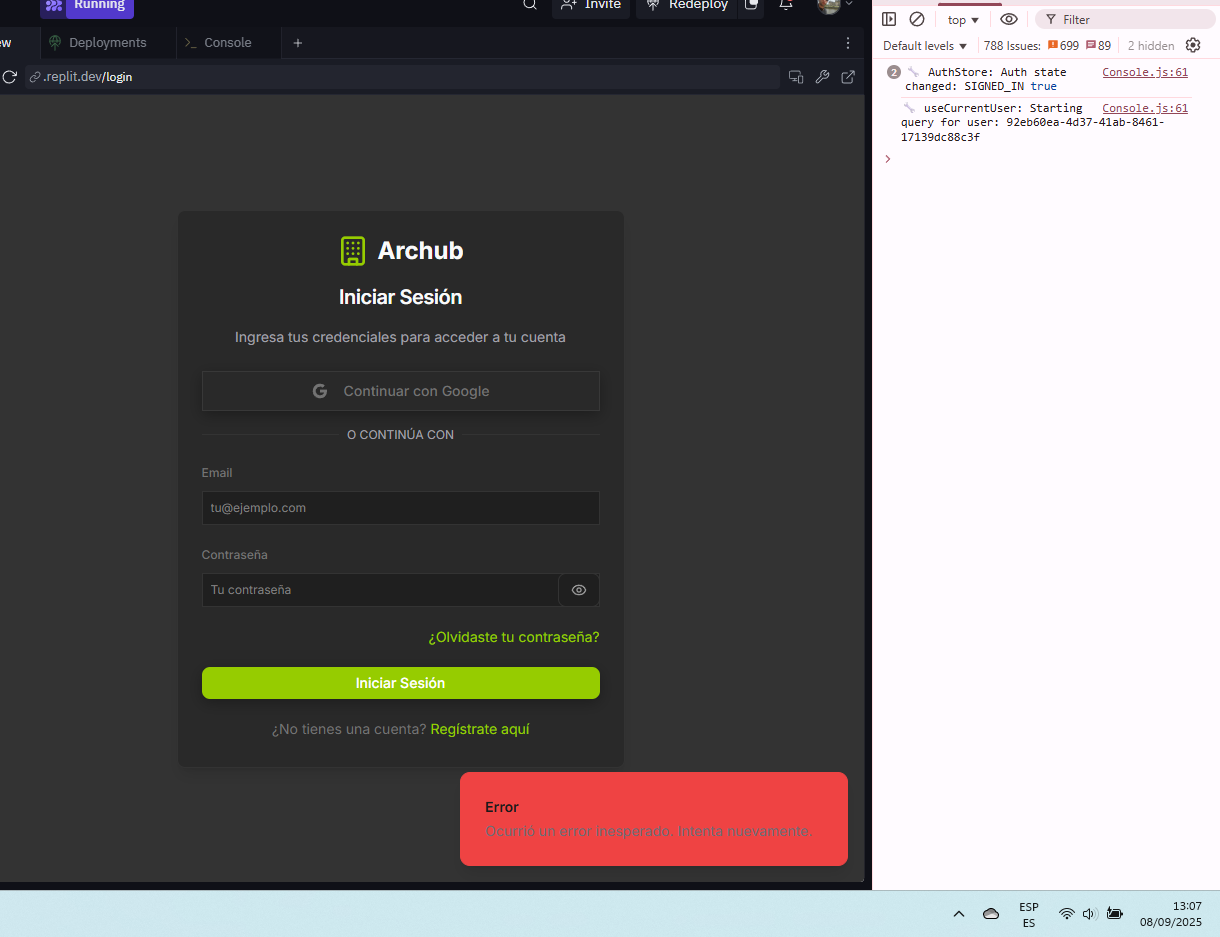 Running
Invite
Redeploy
ew
Deployments
>_ Console
+
.replit.dev/login
Archub
Iniciar Sesión
Ingresa tus credenciales para acceder a tu cuenta
G Continuar con Google
O CONTINÚA CON
Email
tu@ejemplo.com
Contraseña
Tu contraseña
¿Olvidaste tu contraseña?
Iniciar Sesión
¿No tienes una cuenta? Regístrate aquí
Error
Ocurrió un error inesperado. Intenta nuevamente.
top ▼
Filter
Default levels ▼
788 Issues: 699 89
2 hidden
2 AuthStore: Auth state Console.js:61
changed: SIGNED_IN true
useCurrentUser: Starting Console.js:61
query for user: 92eb60ea-4d37-41ab-8461-
17139dc88c3f
>
ESP
ES
13:07
08/09/2025